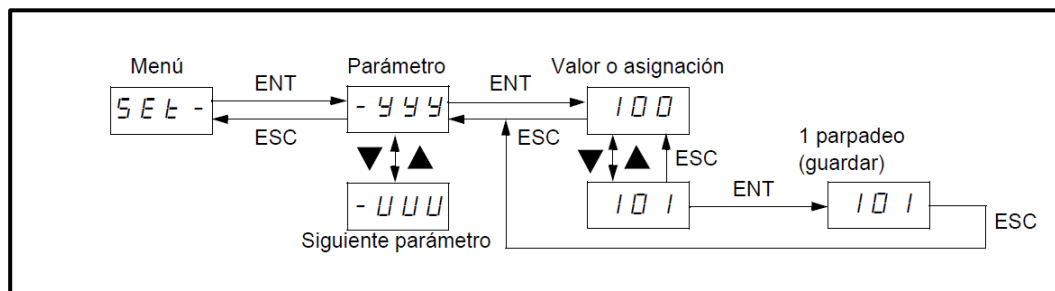 Menú
Parámetro
Valor o asignación
ENT
ENT
SEt -
- YYY
100
ESC
ESC
1 parpadeo
(guardar)
▼ ▲
▼ ▲
ESC
ENT
- UUU
101
101
ESC
Siguiente parámetro